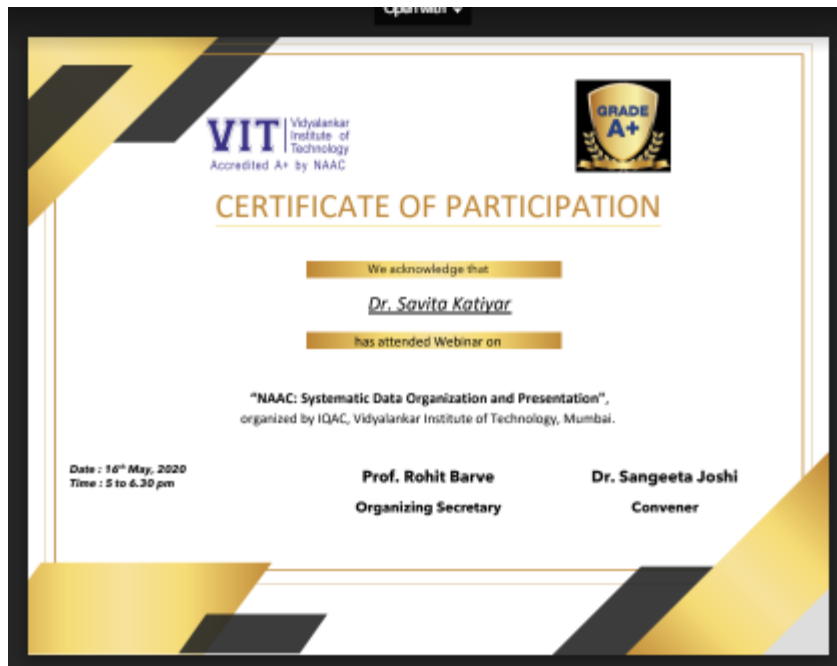 Open with
VIT
Vidyalankar
Institute of
Technology
Accredited A+ by NAAC
GRADE
A+
CERTIFICATE OF PARTICIPATION
We acknowledge that
Dr. Savita Katiyar
has attended Webinar on
“NAAC: Systematic Data Organization and Presentation”,
organized by IQAC, Vidyalankar Institute of Technology, Mumbai.
Date : 16th May, 2020
Time : 5 to 6.30 pm
Prof. Rohit Barve
Organizing Secretary
Dr. Sangeeta Joshi
Convener